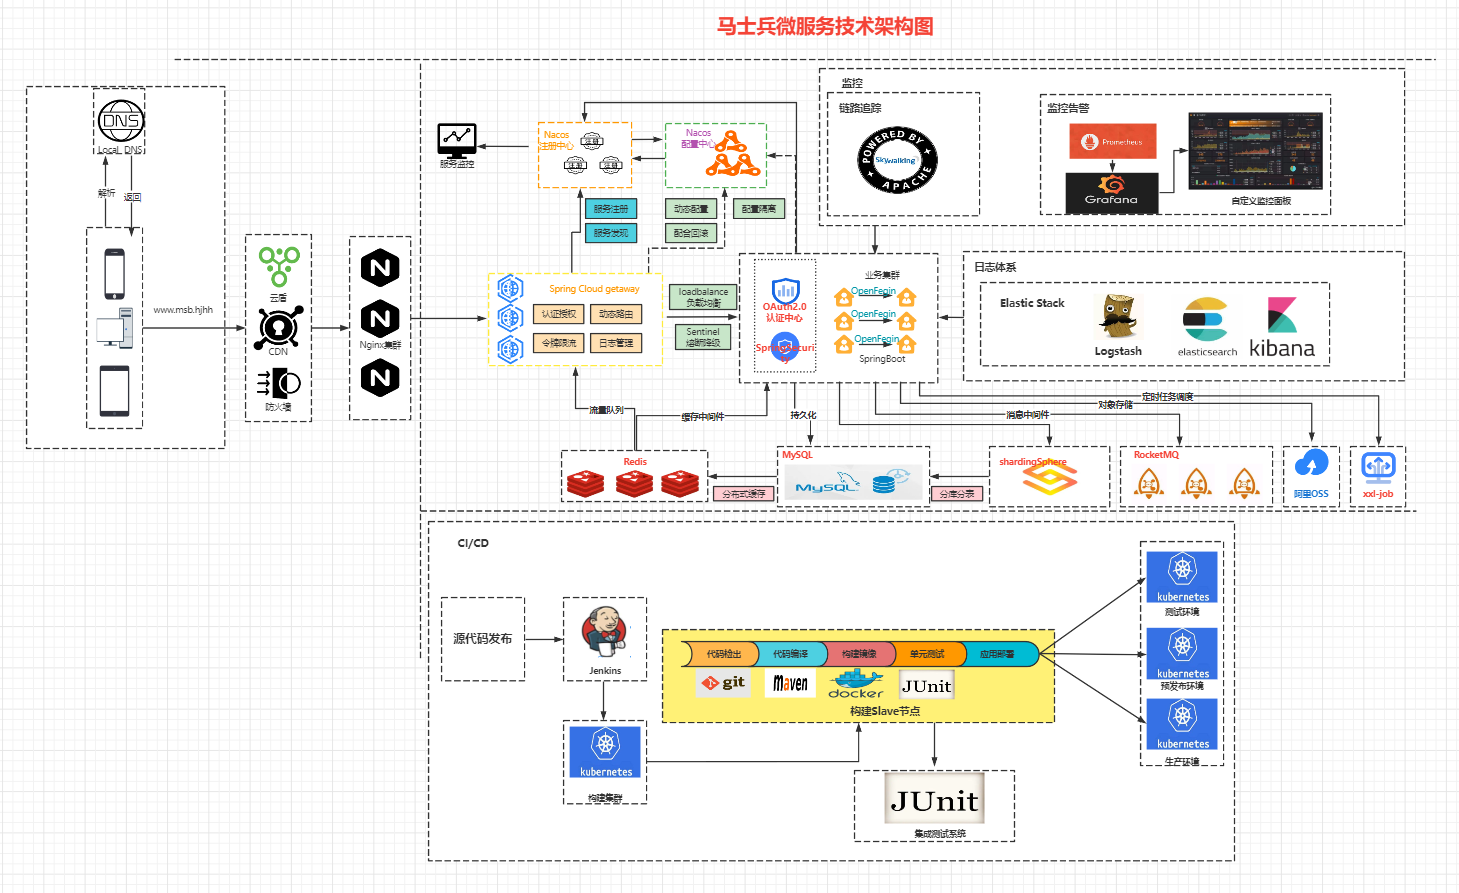 马士兵微服务技术架构图
DNS
Local DNS
解析
返回
www.msb.hjhh
云盾
CDN
防火墙
Nginx集群
服务监控
Nacos
注册中心
Nacos
配置中心
服务注册
服务发现
动态配置
配合回滚
配置隔离
Spring Cloud getaway
认证授权
动态路由
令牌限流
日志管理
loadbalance
负载均衡
Sentinel
熔断降级
OAuth2.0
认证中心
SpringSecuri
ty
业务集群
OpenFegin
OpenFegin
OpenFegin
SpringBoot
监控
链路追踪
POWERED BY
Skywalking
APACHE
监控告警
Prometheus
Grafana
自定义监控面板
日志体系
Elastic Stack
Logstash
elasticsearch
kibana
流量队列
缓存中间件
持久化
消息中间件
对象存储
定时任务调度
Redis
分布式缓存
MySQL
MySQL
分库分表
shardingSphere
RocketMQ
阿里OSS
xxl-job
CI/CD
源代码发布
Jenkins
kubernetes
构建集群
代码检出
代码编译
构建镜像
单元测试
应用部署
git
maven
docker
JUnit
构建Slave节点
JUnit
集成测试系统
kubernetes
测试环境
kubernetes
预发布环境
kubernetes
生产环境